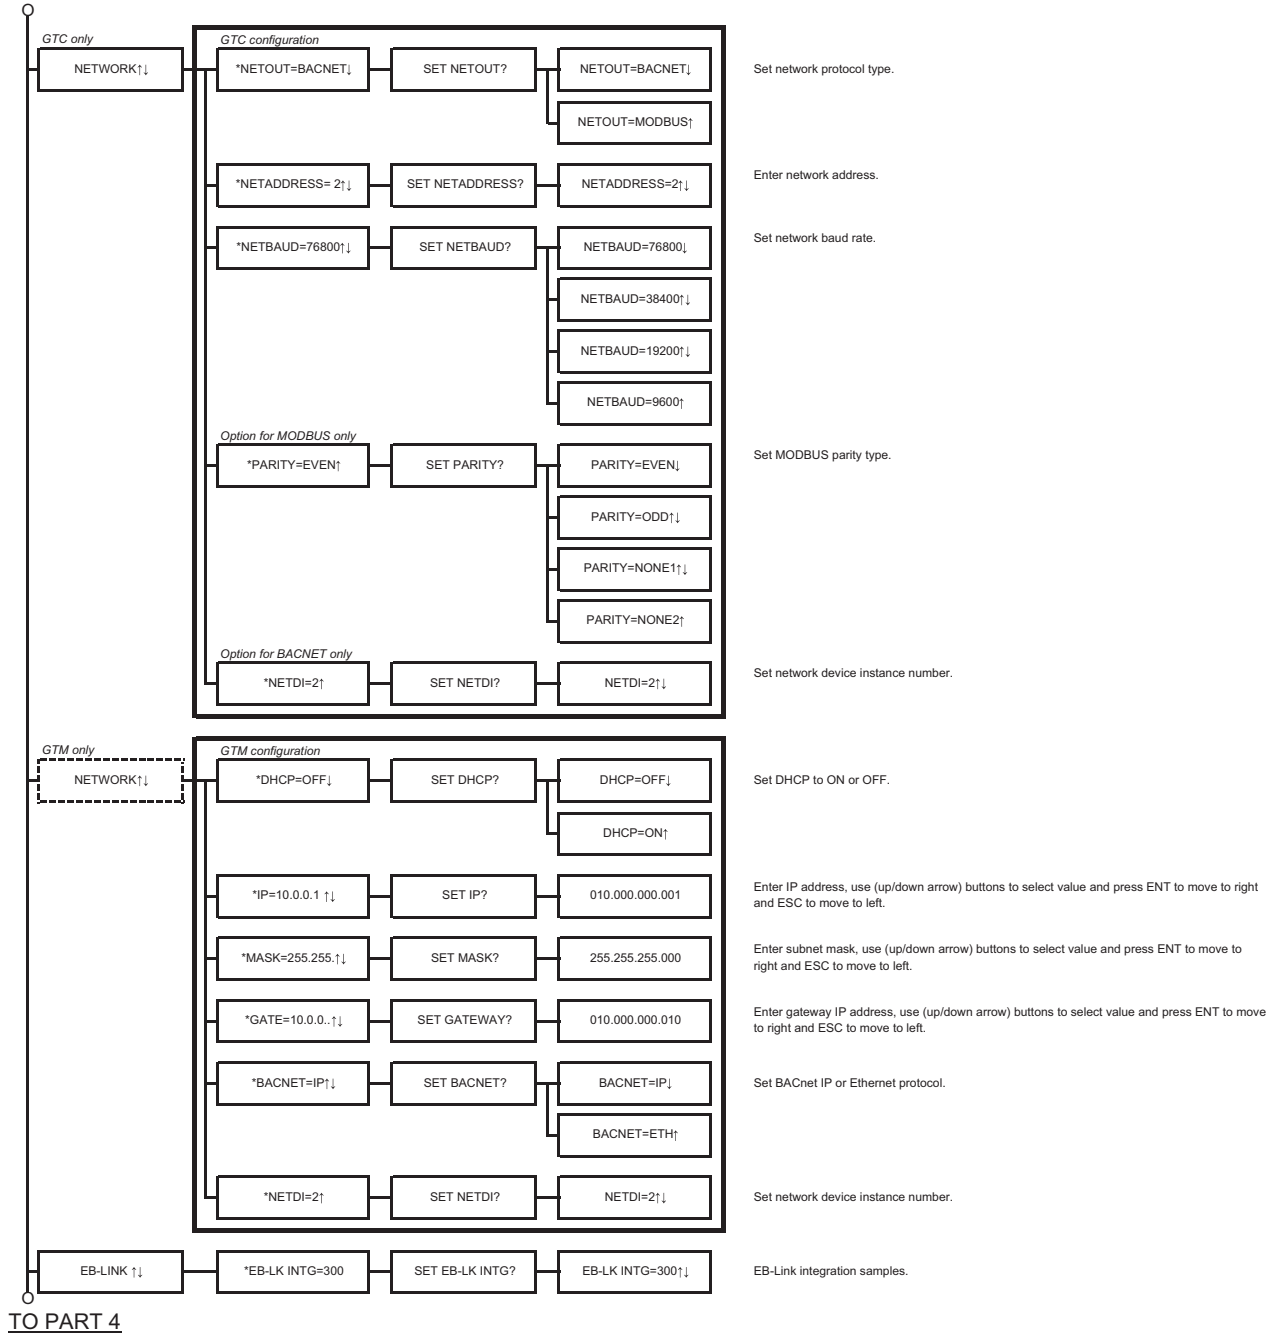 GTC only
GTC configuration
NETWORK↑↓
*NETOUT=BACNET↓
SET NETOUT?
NETOUT=BACNET↓
Set network protocol type.
NETOUT=MODBUS↑
*NETADDRESS= 2↑↓
SET NETADDRESS?
NETADDRESS=2↑↓
Enter network address.
*NETBAUD=76800↑↓
SET NETBAUD?
NETBAUD=76800↓
Set network baud rate.
NETBAUD=38400↑↓
NETBAUD=19200↑↓
NETBAUD=9600↑
Option for MODBUS only
*PARITY=EVEN↑
SET PARITY?
PARITY=EVEN↓
Set MODBUS parity type.
PARITY=ODD↑↓
PARITY=NONE1↑↓
PARITY=NONE2↑
Option for BACNET only
*NETDI=2↑
SET NETDI?
NETDI=2↑↓
Set network device instance number.
GTM only
GTM configuration
NETWORK↑↓
*DHCP=OFF↓
SET DHCP?
DHCP=OFF↓
Set DHCP to ON or OFF.
DHCP=ON↑
*IP=10.0.0.1 ↑↓
SET IP?
010.000.000.001
Enter IP address, use (up/down arrow) buttons to select value and press ENT to move to right
and ESC to move to left.
*MASK=255.255.↑↓
SET MASK?
255.255.255.000
Enter subnet mask, use (up/down arrow) buttons to select value and press ENT to move to
right and ESC to move to left.
*GATE=10.0.0..↑↓
SET GATEWAY?
010.000.000.010
Enter gateway IP address, use (up/down arrow) buttons to select value and press ENT to move
to right and ESC to move to left.
*BACNET=IP↑↓
SET BACNET?
BACNET=IP↓
Set BACnet IP or Ethernet protocol.
BACNET=ETH↑
*NETDI=2↑
SET NETDI?
NETDI=2↑↓
Set network device instance number.
EB-LINK ↑↓
*EB-LK INTG=300
SET EB-LK INTG?
EB-LK INTG=300↑↓
EB-Link integration samples.
TO PART 4